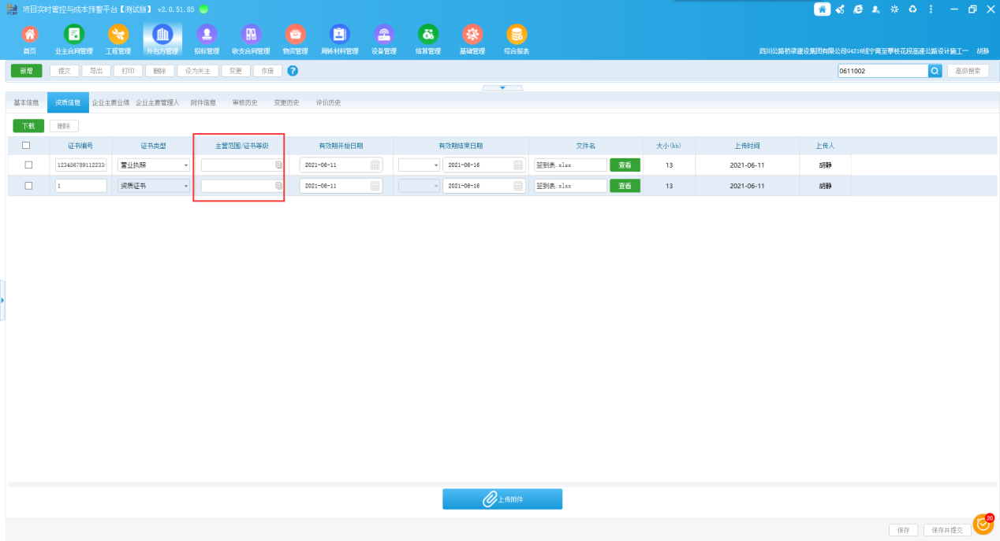 项目实时管控与成本预警平台【测试版】 v2.0.51.85
首页 业主合同管理 工程管理 外包方管理 招标管理 收支合同管理 物资管理 周转材料管理 设备管理 结算管理 基础管理 综合报表
四川公路桥梁建设集团有限公司G4216线宁南至攀枝花段高速公路设计施工… 胡静
新增 提交 导出 打印 删除 设为关注 变更 作废 ? 0611002 高级搜索
基本信息 资质信息 企业主要业绩 企业主要管理人 附件信息 审核历史 变更历史 评价历史
下载 删除
证书编号 证书类型 主营范围/证书等级 有效期开始日期 有效期结束日期 文件名 大小(kb) 上传时间 上传人
123456789112233 营业执照 2021-06-11 2021-06-16 签到表.xlsx 查看 13 2021-06-11 胡静
1 资质证书 2021-06-11 2021-06-16 签到表.xlsx 查看 13 2021-06-11 胡静
上传附件
保存 保存并提交 20